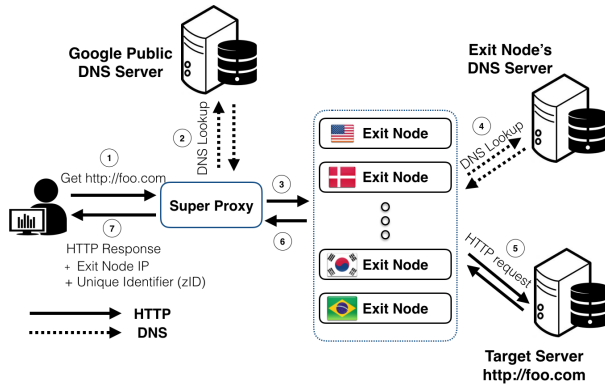 Google Public
DNS Server
Exit Node's
DNS Server
2
DNS Lookup
Exit Node
4
DNS Lookup
1
Get http://foo.com
Super Proxy
3
Exit Node
7
6
HTTP Response
+ Exit Node IP
+ Unique Identifier (zID)
Exit Node
5
HTTP request
Exit Node
HTTP
DNS
Target Server
http://foo.com